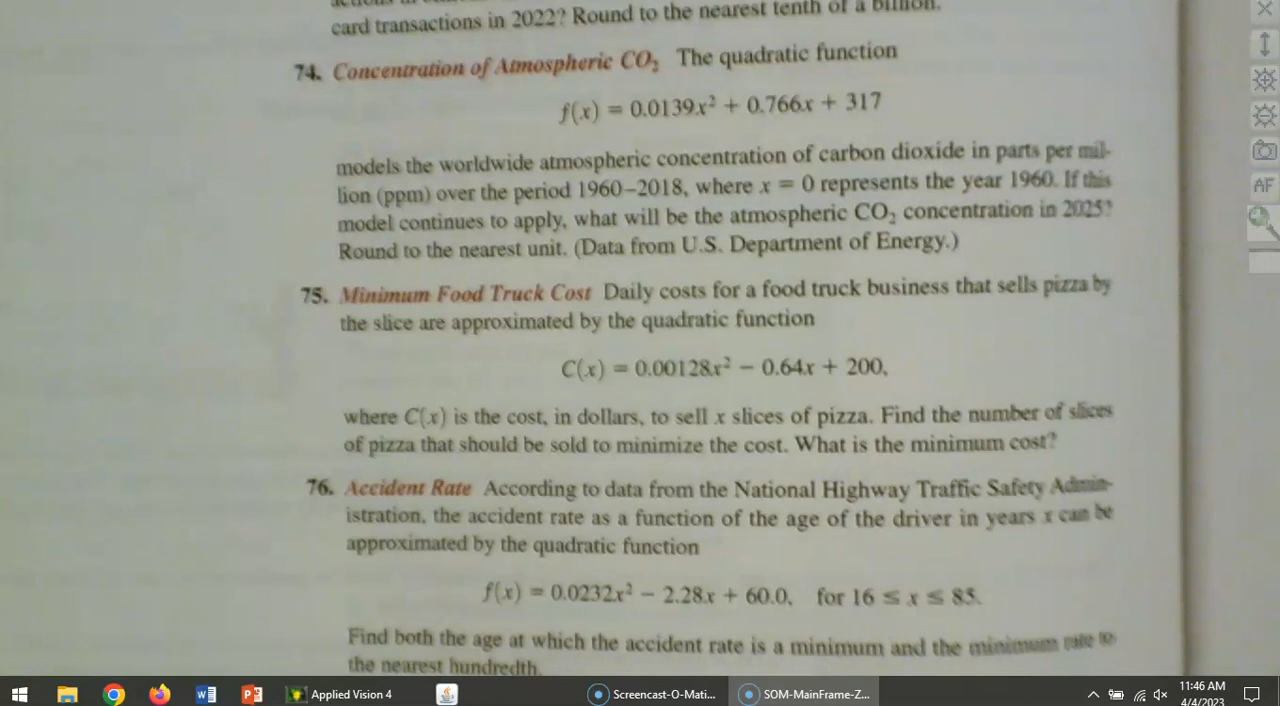 card transactions in 2022? Round to the nearest tenth of a billion.
74. Concentration of Atmospheric CO₂ The quadratic function
f(x) = 0.0139x² + 0.766x + 317
models the worldwide atmospheric concentration of carbon dioxide in parts per mil-
lion (ppm) over the period 1960–2018, where x = 0 represents the year 1960. If this
model continues to apply, what will be the atmospheric CO₂ concentration in 2025?
Round to the nearest unit. (Data from U.S. Department of Energy.)
75. Minimum Food Truck Cost Daily costs for a food truck business that sells pizza by
the slice are approximated by the quadratic function
C(x) = 0.00128x² − 0.64x + 200,
where C(x) is the cost, in dollars, to sell x slices of pizza. Find the number of slices
of pizza that should be sold to minimize the cost. What is the minimum cost?
76. Accident Rate According to data from the National Highway Traffic Safety Admin-
istration, the accident rate as a function of the age of the driver in years x can be
approximated by the quadratic function
f(x) = 0.0232x² − 2.28x + 60.0, for 16 ≤ x ≤ 85.
Find both the age at which the accident rate is a minimum and the minimum rate to
the nearest hundredth.
AF
Applied Vision 4
Screencast-O-Mati...
SOM-MainFrame-Z...
11:46 AM
4/4/2023